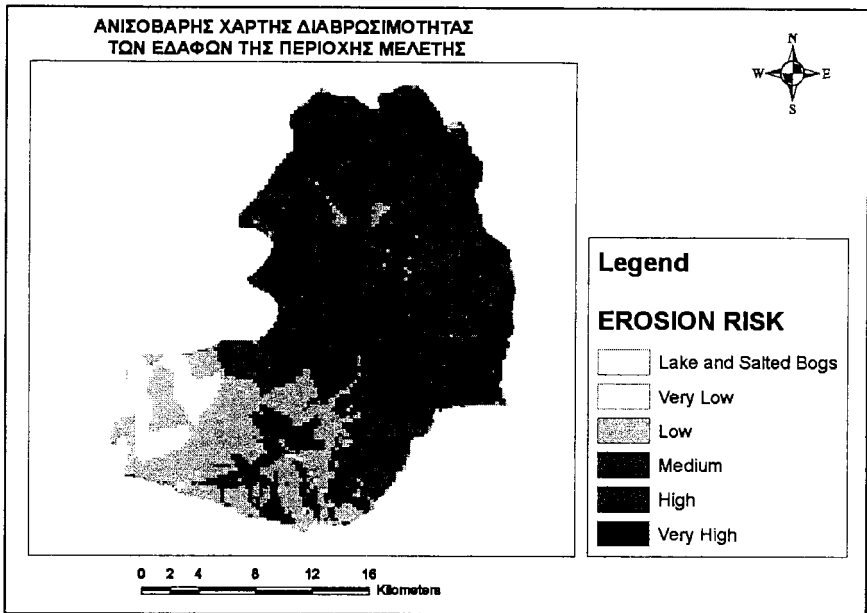 ΑΝΙΣΟΒΑΡΗΣ ΧΑΡΤΗΣ ΔΙΑΒΡΩΣΙΜΟΤΗΤΑΣ
ΤΩΝ ΕΔΑΦΩΝ ΤΗΣ ΠΕΡΙΟΧΗΣ ΜΕΛΕΤΗΣ
N
W E
S
Legend
EROSION RISK
Lake and Salted Bogs
Very Low
Low
Medium
High
Very High
0 2 4 8 12 16
Kilometers